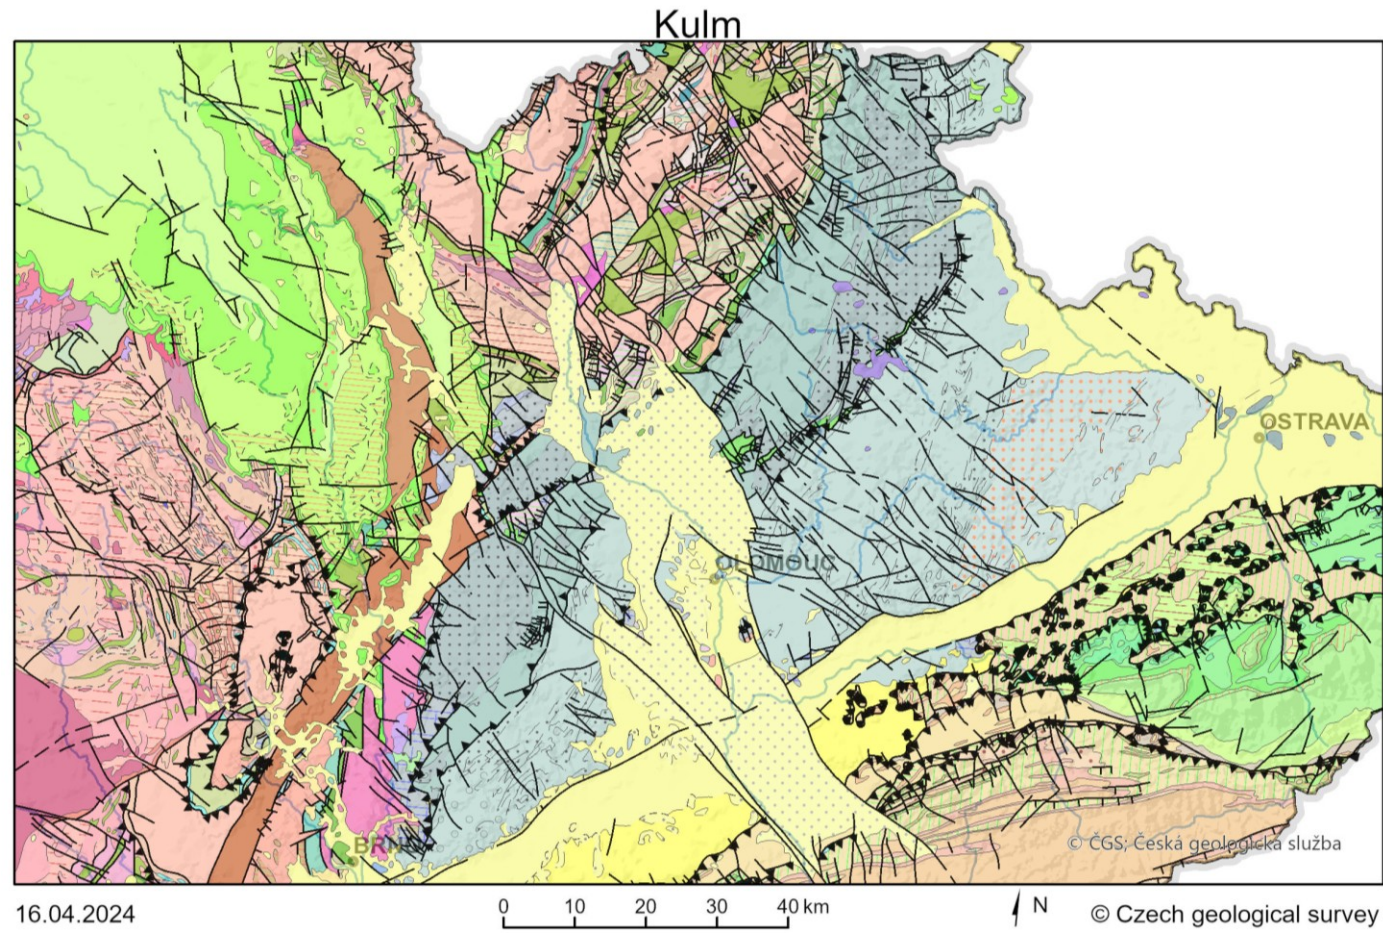 Kulm
OSTRAVA
OLOMOUC
BRNO
© ČGS; Česká geologická služba
16.04.2024
0 10 20 30 40 km
N
© Czech geological survey